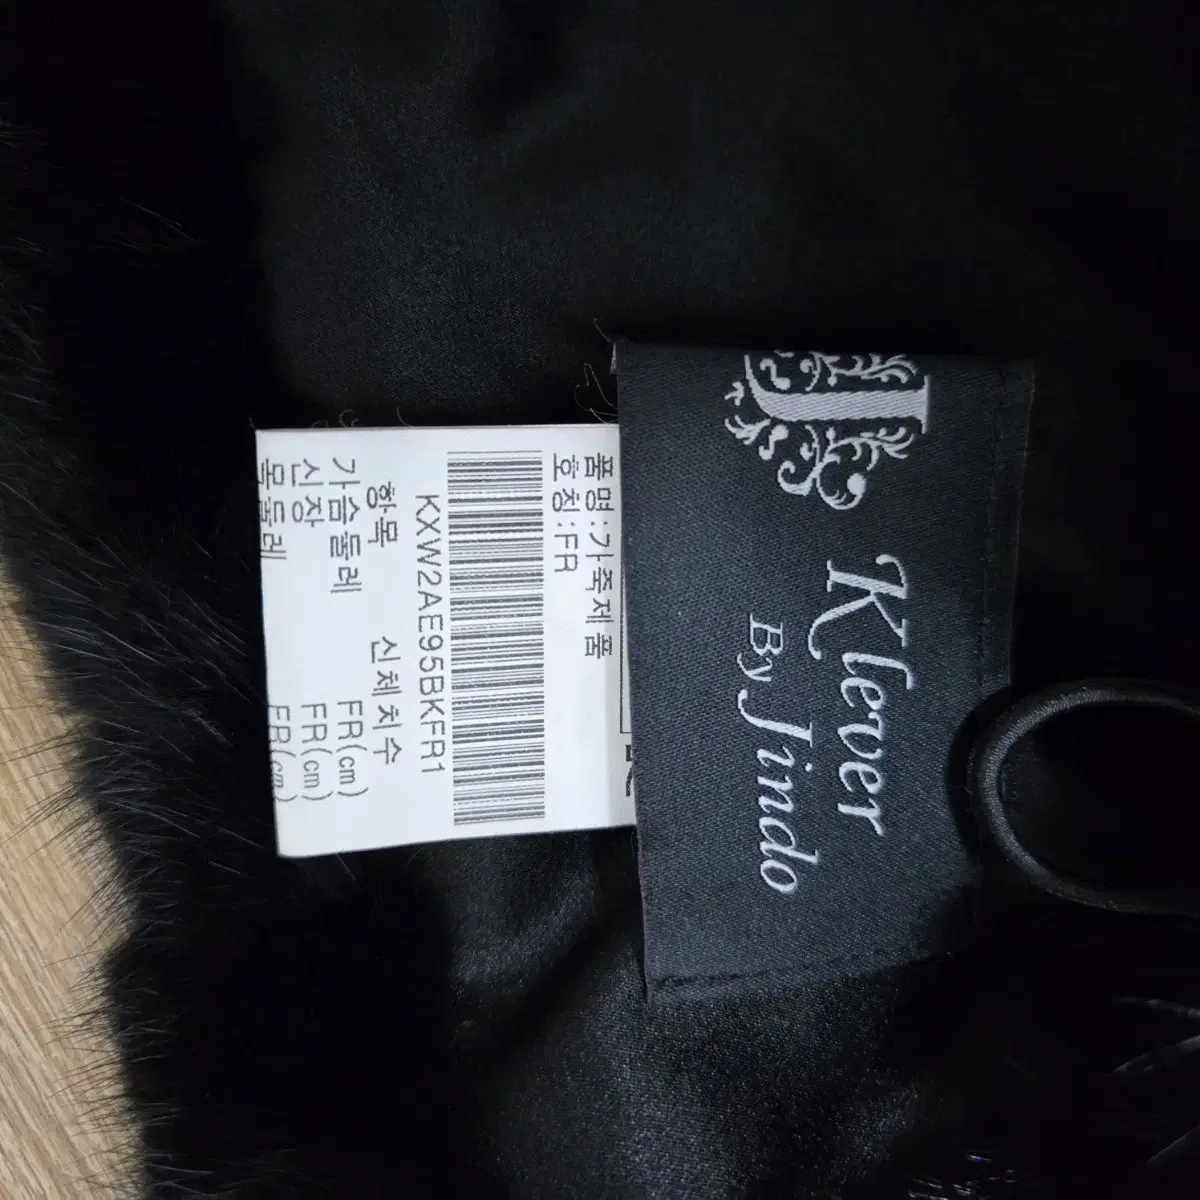 Klever
By Jindo
품명:가죽제품
호칭:FR
KXW2AE95BKFR1
항목 신체치수
가슴둘레 FR(cm)
신장 FR(cm)
목둘레 FR(cm)